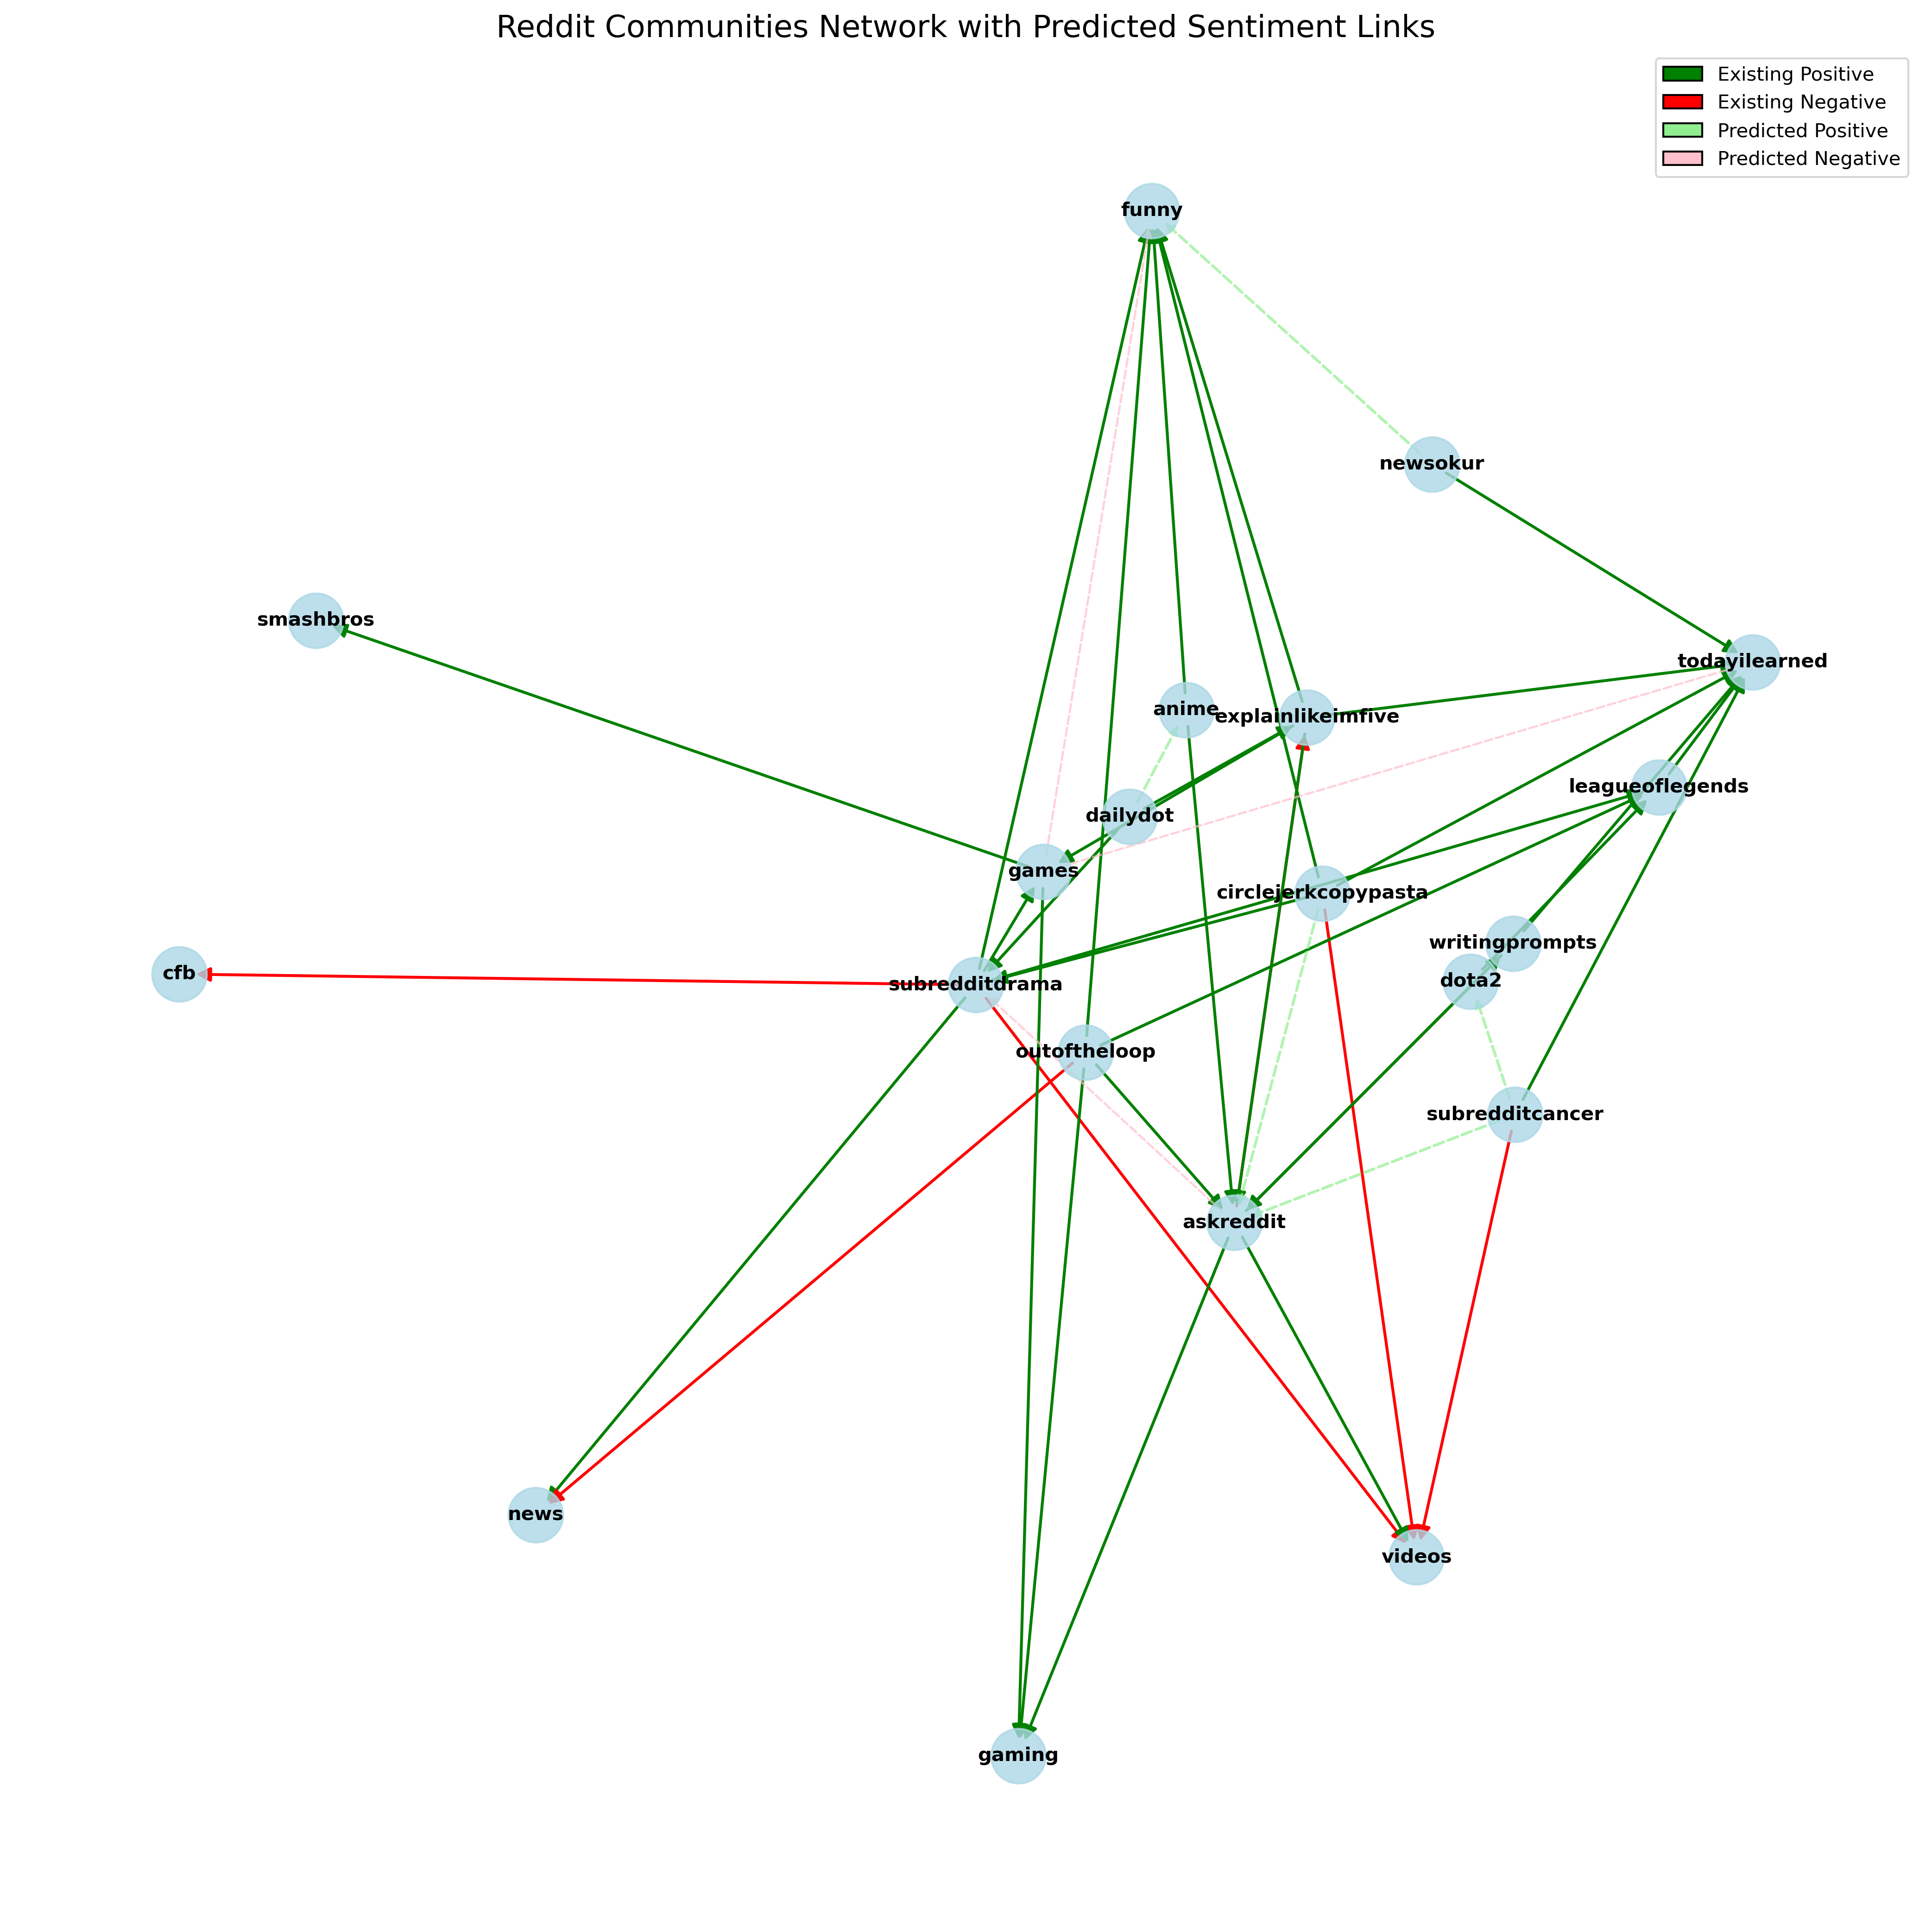 Reddit Communities Network with Predicted Sentiment Links
Existing Positive
Existing Negative
Predicted Positive
Predicted Negative
funny
newsokur
smashbros
todayilearned
anime
explainlikeimfive
leagueoflegends
dailydot
games
circlejerkcopypasta
writingprompts
cfb
dota2
subredditdrama
outoftheloop
subredditcancer
askreddit
news
videos
gaming